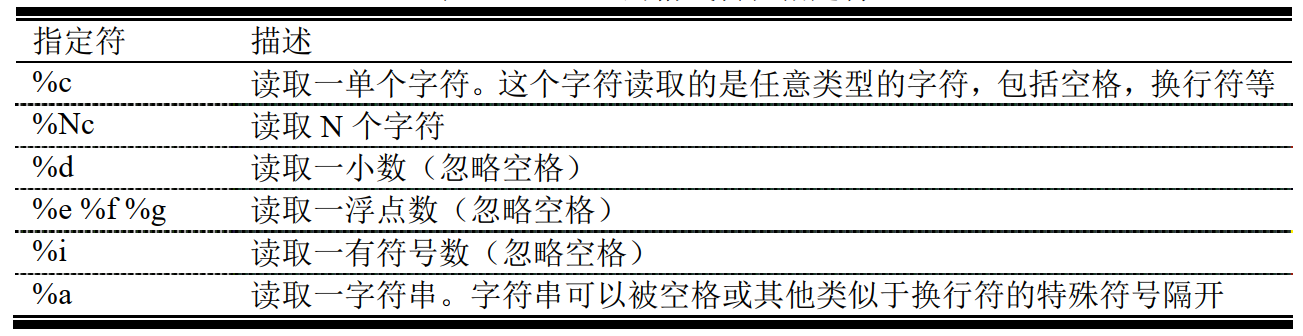 指定符 描述
%c 读取一单个字符。这个字符读取的是任意类型的字符，包括空格，换行符等
%Nc 读取 N 个字符
%d 读取一小数（忽略空格）
%e %f %g 读取一浮点数（忽略空格）
%i 读取一有符号数（忽略空格）
%a 读取一字符串。字符串可以被空格或其他类似于换行符的特殊符号隔开